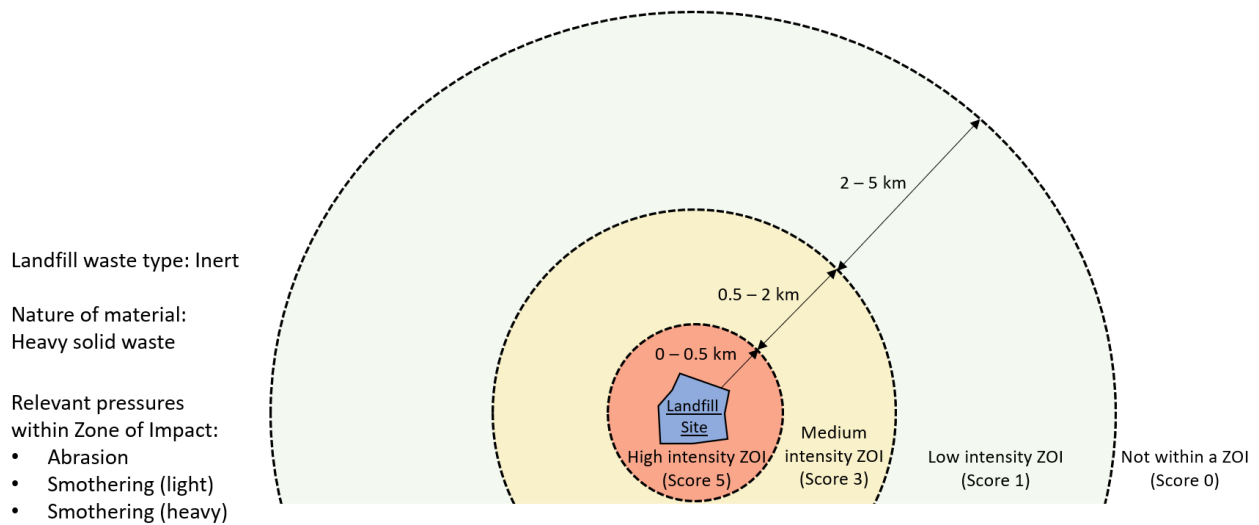 Landfill waste type: Inert
Nature of material:
Heavy solid waste
Relevant pressures
within Zone of Impact:
• Abrasion
• Smothering (light)
• Smothering (heavy)
2 – 5 km
0.5 – 2 km
0 – 0.5 km
Landfill
Site
High intensity ZOI
(Score 5)
Medium
intensity ZOI
(Score 3)
Low intensity ZOI
(Score 1)
Not within a ZOI
(Score 0)